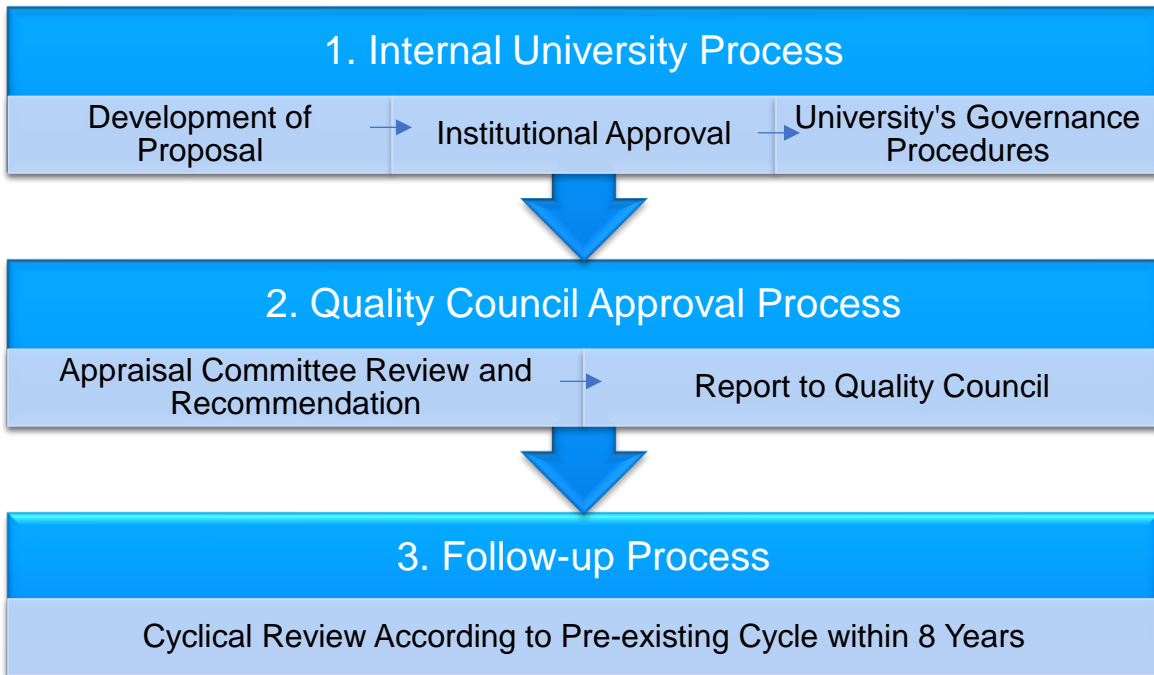 1. Internal University Process
Development of
Proposal
Institutional Approval
University's Governance
Procedures
2. Quality Council Approval Process
Appraisal Committee Review and
Recommendation
Report to Quality Council
3. Follow-up Process
Cyclical Review According to Pre-existing Cycle within 8 Years